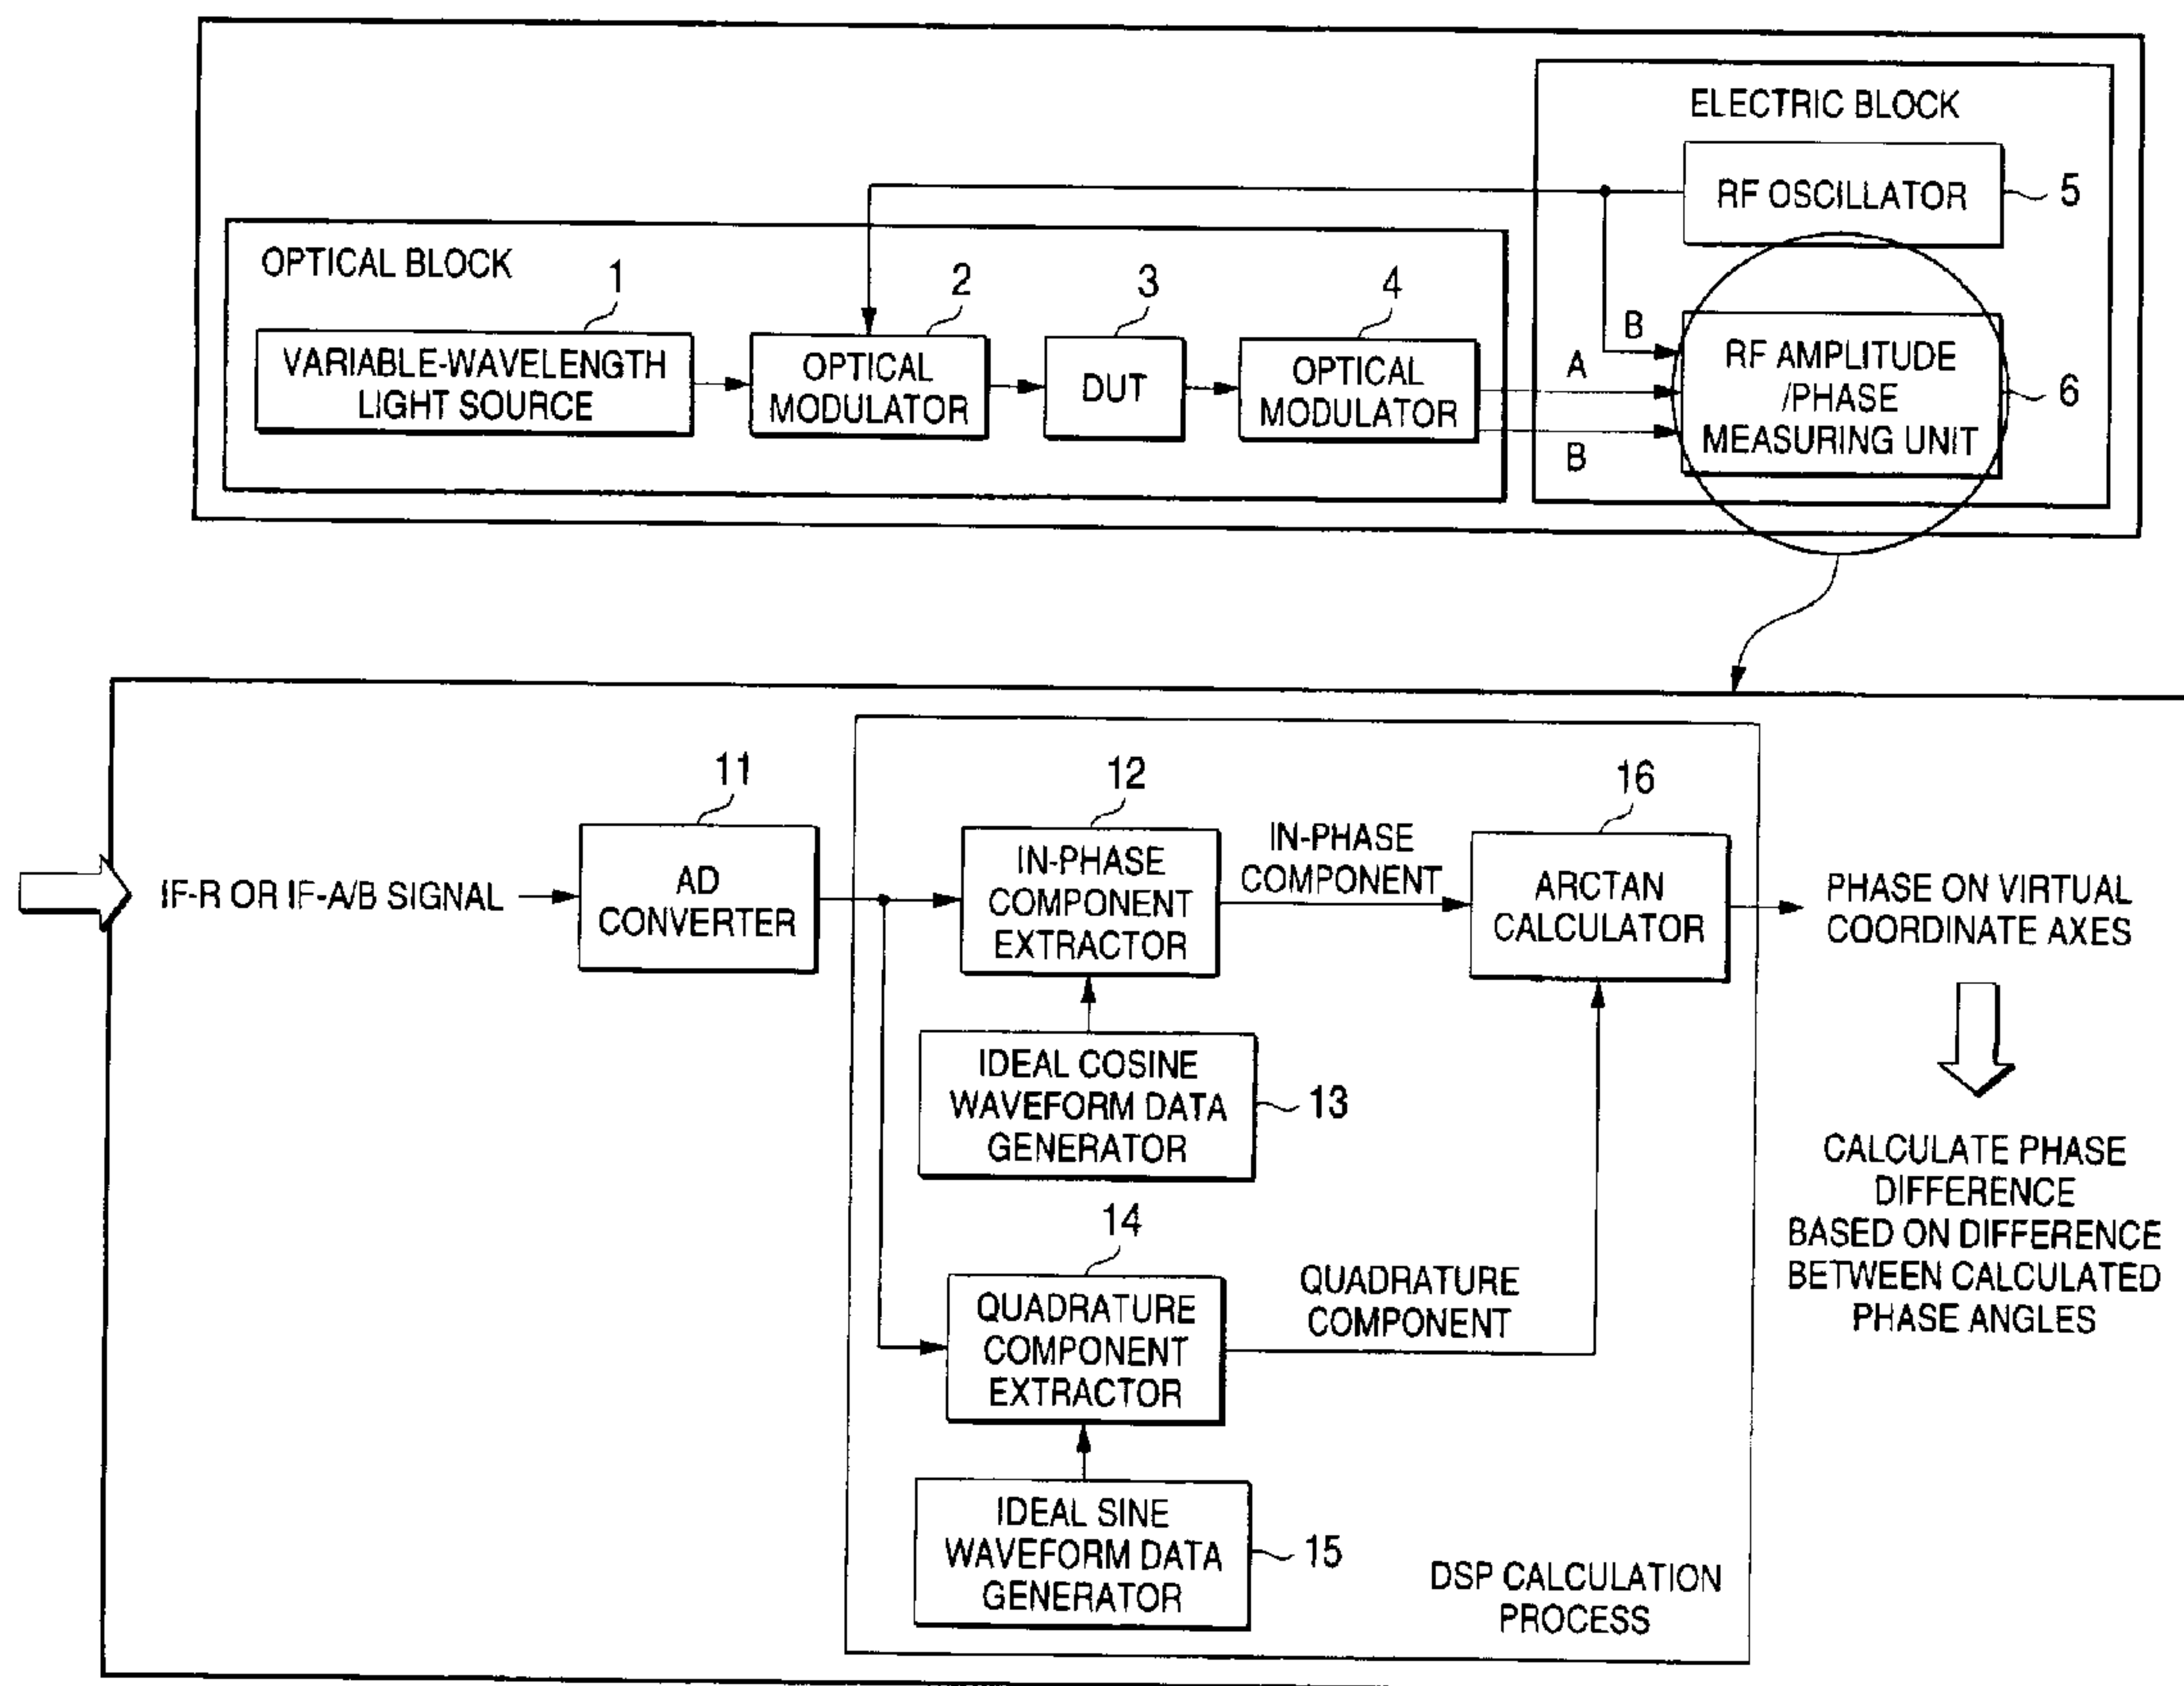 ELECTRIC BLOCK
RF OSCILLATOR
5
OPTICAL BLOCK
1
2
3
4
VARIABLE-WAVELENGTH
LIGHT SOURCE
OPTICAL
MODULATOR
DUT
OPTICAL
MODULATOR
B
A
B
RF AMPLITUDE
/PHASE
MEASURING UNIT
6
11
12
16
IF-R OR IF-A/B SIGNAL
AD
CONVERTER
IN-PHASE
COMPONENT
EXTRACTOR
IN-PHASE
COMPONENT
ARCTAN
CALCULATOR
PHASE ON VIRTUAL
COORDINATE AXES
IDEAL COSINE
WAVEFORM DATA
GENERATOR
13
CALCULATE PHASE
DIFFERENCE
BASED ON DIFFERENCE
BETWEEN CALCULATED
PHASE ANGLES
14
QUADRATURE
COMPONENT
EXTRACTOR
QUADRATURE
COMPONENT
IDEAL SINE
WAVEFORM DATA
GENERATOR
15
DSP CALCULATION
PROCESS